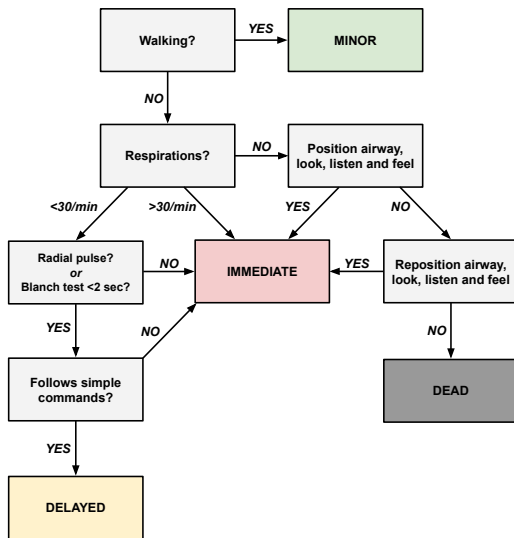 Walking?
YES
MINOR
NO
Respirations?
NO
Position airway,
look, listen and feel
<30/min
>30/min
YES
NO
Radial pulse?
or
Blanch test <2 sec?
NO
IMMEDIATE
YES
Reposition airway,
look, listen and feel
YES
NO
NO
Follows simple
commands?
DEAD
YES
DELAYED